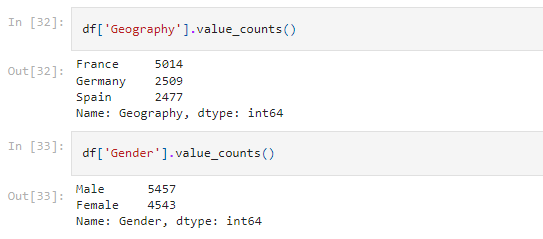 In [32]: df['Geography'].value_counts()
Out[32]: France 5014
Germany 2509
Spain 2477
Name: Geography, dtype: int64
In [33]: df['Gender'].value_counts()
Out[33]: Male 5457
Female 4543
Name: Gender, dtype: int64